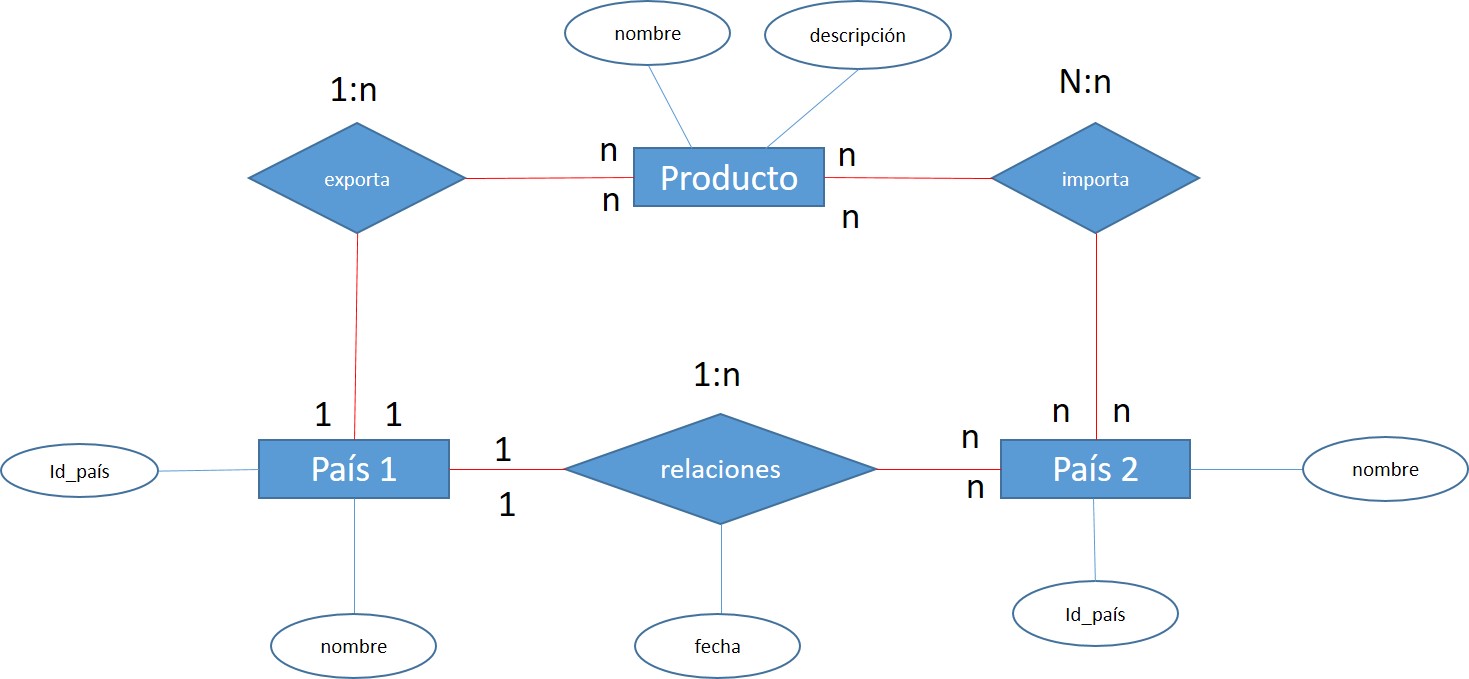 nombre
descripción
1:n
N:n
exporta
n
n
Producto
n
n
importa
1
1
1:n
n
n
Id_país
País 1
1
1
relaciones
n
n
País 2
nombre
nombre
fecha
Id_país